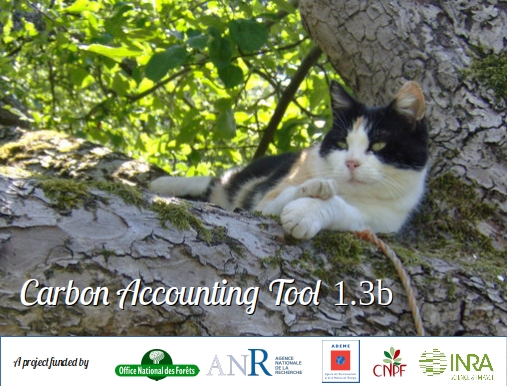 Carbon Accounting Tool 1.3b
A project funded by
Office National des Forêts
ANR
AGENCE
NATIONALE
DE LA
RECHERCHE
ADEME
CNPF
INRA